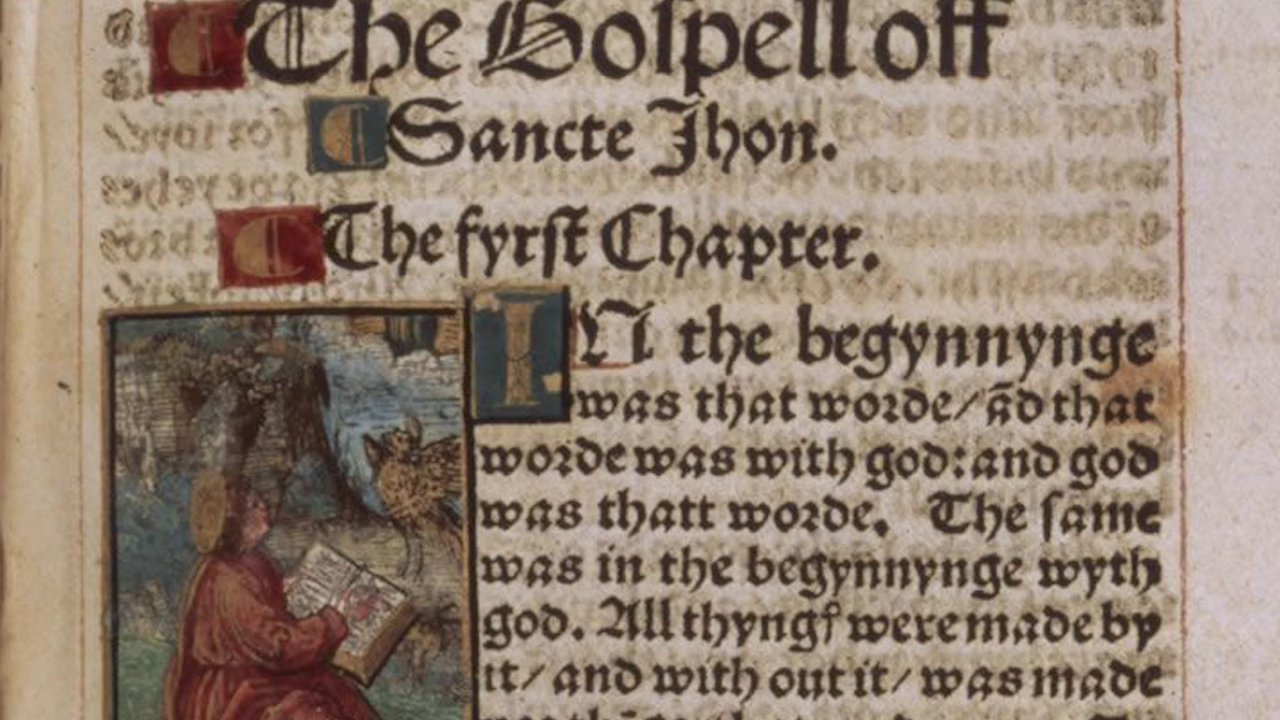 The Gospell off
Sancte Jhon.
The fyrst Chapter.
IN the begynnynge
was that worde/ ãd that
worde was with god: and god
was thatt worde. The same
was in the begynnynge wyth
god. All thyngꝭ were made by
it/ and with out it/ was made